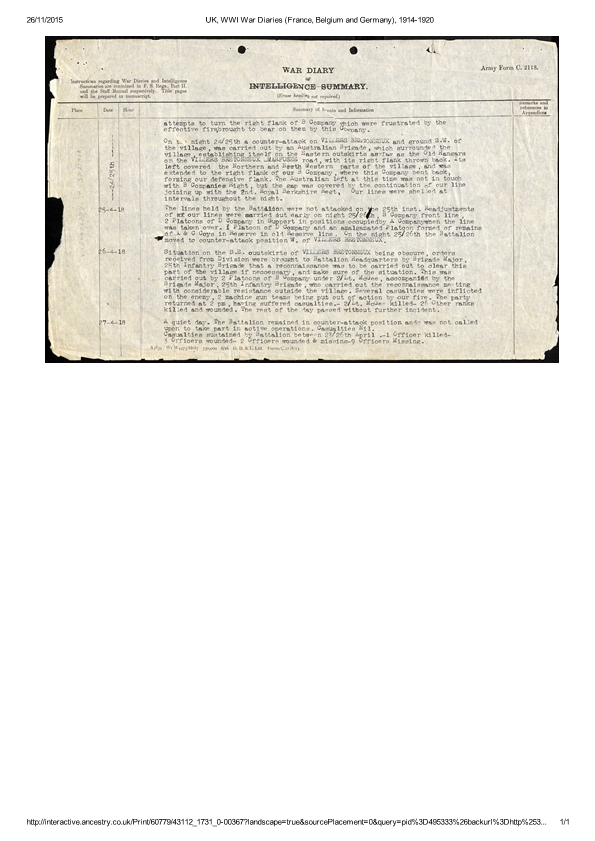 26/11/2015
UK, WWI War Diaries (France, Belgium and Germany), 1914-1920
WAR DIARY
or
INTELLIGENCE SUMMARY.
(Erase heading not required.)
Army Form C. 2118.
Instructions regarding War Diaries and Intelligence
Summaries are contained in F. S. Regs., Part II.
and the Staff Manual respectively. Title pages
will be prepared in manuscript.
Place Date Hour
Summary of Events and Information
Remarks and
references to
Appendices
attempts to turn the right flank of B Company which were frustrated by the
effective fire brought to bear on them by this Company.
24/25th
On t night 24/25th a counter-attack on VILLERS BRETONNEUX and ground S.W. of
the village, was carried out by an Australian Brigade, which surrounded the
village, establishing itself on the Eastern outskirts as far as the Old Hangars
on the VILLERS BRETONNEUX road, with its right flank thrown back. Its
left covered the Northern and North Western parts of the village, and was
extended to the right flank of our B Company, where this Company bent back,
forming our defensive flank. The Australian left at this time was not in touch
with B Companies Right, but the gap was covered by the continuation of our line
joining up with the 2nd. Royal Berkshire Regt, Our lines were shelled at
intervals throughout the night.
25-4-18
The lines held by the Battalion were not attacked on the 25th inst. Readjustments
of our lines were carried out early on night 25/26th, B Company front line,
2 Platoons of D Company in Support in positions occupied by A Company when the line
was taken over. 1 Platoon of D Company and an amalgamated Platoon formed of remains
of A & C Coys in Reserve in old Reserve line. On the night 25/26th the Battalion
moved to counter-attack position W. of VILLERS BRETONNEUX.
26-4-18
Situation on the S.E. outskirts of VILLERS BRETONNEUX being obscure, orders
received from Division were brought to Battalion Headquarters by Brigade Major,
25th Infantry Brigade that a reconnaissance was to be carried out to clear this
part of the village if necessary, and make sure of the situation. This was
carried out by 2 Platoons of B Company under 2/Lt. McVee, accompanied by the
Brigade Major, 25th Infantry Brigade, who carried out the reconnaissance meeting
with considerable resistance outside the village. Several casualties were inflicted
on the enemy, 2 machine gun teams being put out of action by our fire. The party
returned at 2 pm, having suffered casualties.- 2/Lt. McVee killed- 26 Other ranks
killed and wounded. The rest of the day passed without further incident.
27-4-18
A quiet day. The Battalion remained in counter-attack position and was not called
upon to take part in active operations. Casualties Nil.
Casualties sustained by Battalion between 23/26th April .-1 Officer killed-
Officers wounded- 2 Officers wounded & missing-9 Officers Missing.
http://interactive.ancestry.co.uk/Print/60779/43112_1731_0-00367?landscape=true&sourcePlacement=0&query=pid%3D495333%26backurl%3Dhttp%253...
1/1